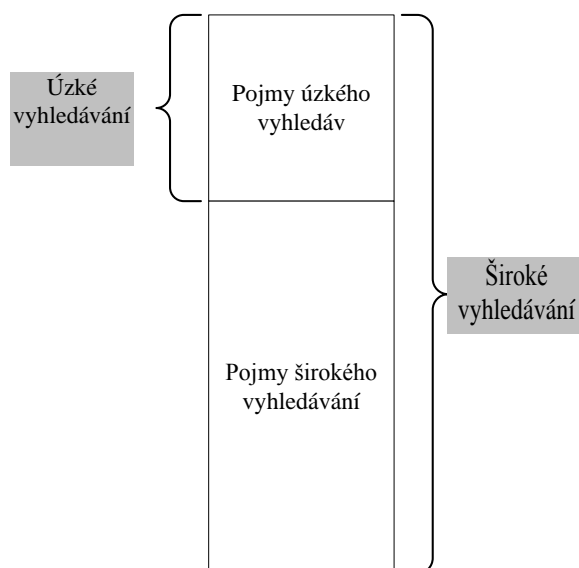 Úzké
vyhledávání
Pojmy úzkého
vyhledáv
Široké
vyhledávání
Pojmy širokého
vyhledávání